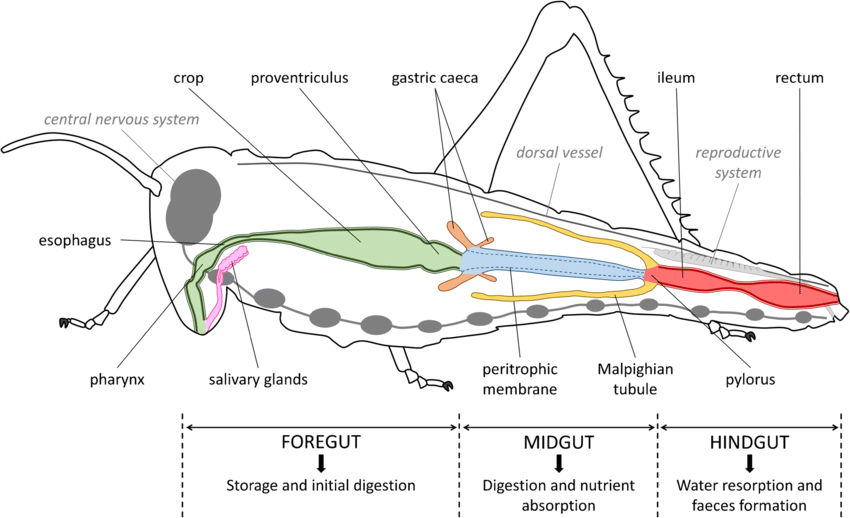 crop
proventriculus
gastric caeca
ileum
rectum
central nervous system
dorsal vessel
reproductive
system
esophagus
pharynx
salivary glands
peritrophic
membrane
Malpighian
tubule
pylorus
FOREGUT
MIDGUT
HINDGUT
Storage and initial digestion
Digestion and nutrient
absorption
Water resorption and
faeces formation